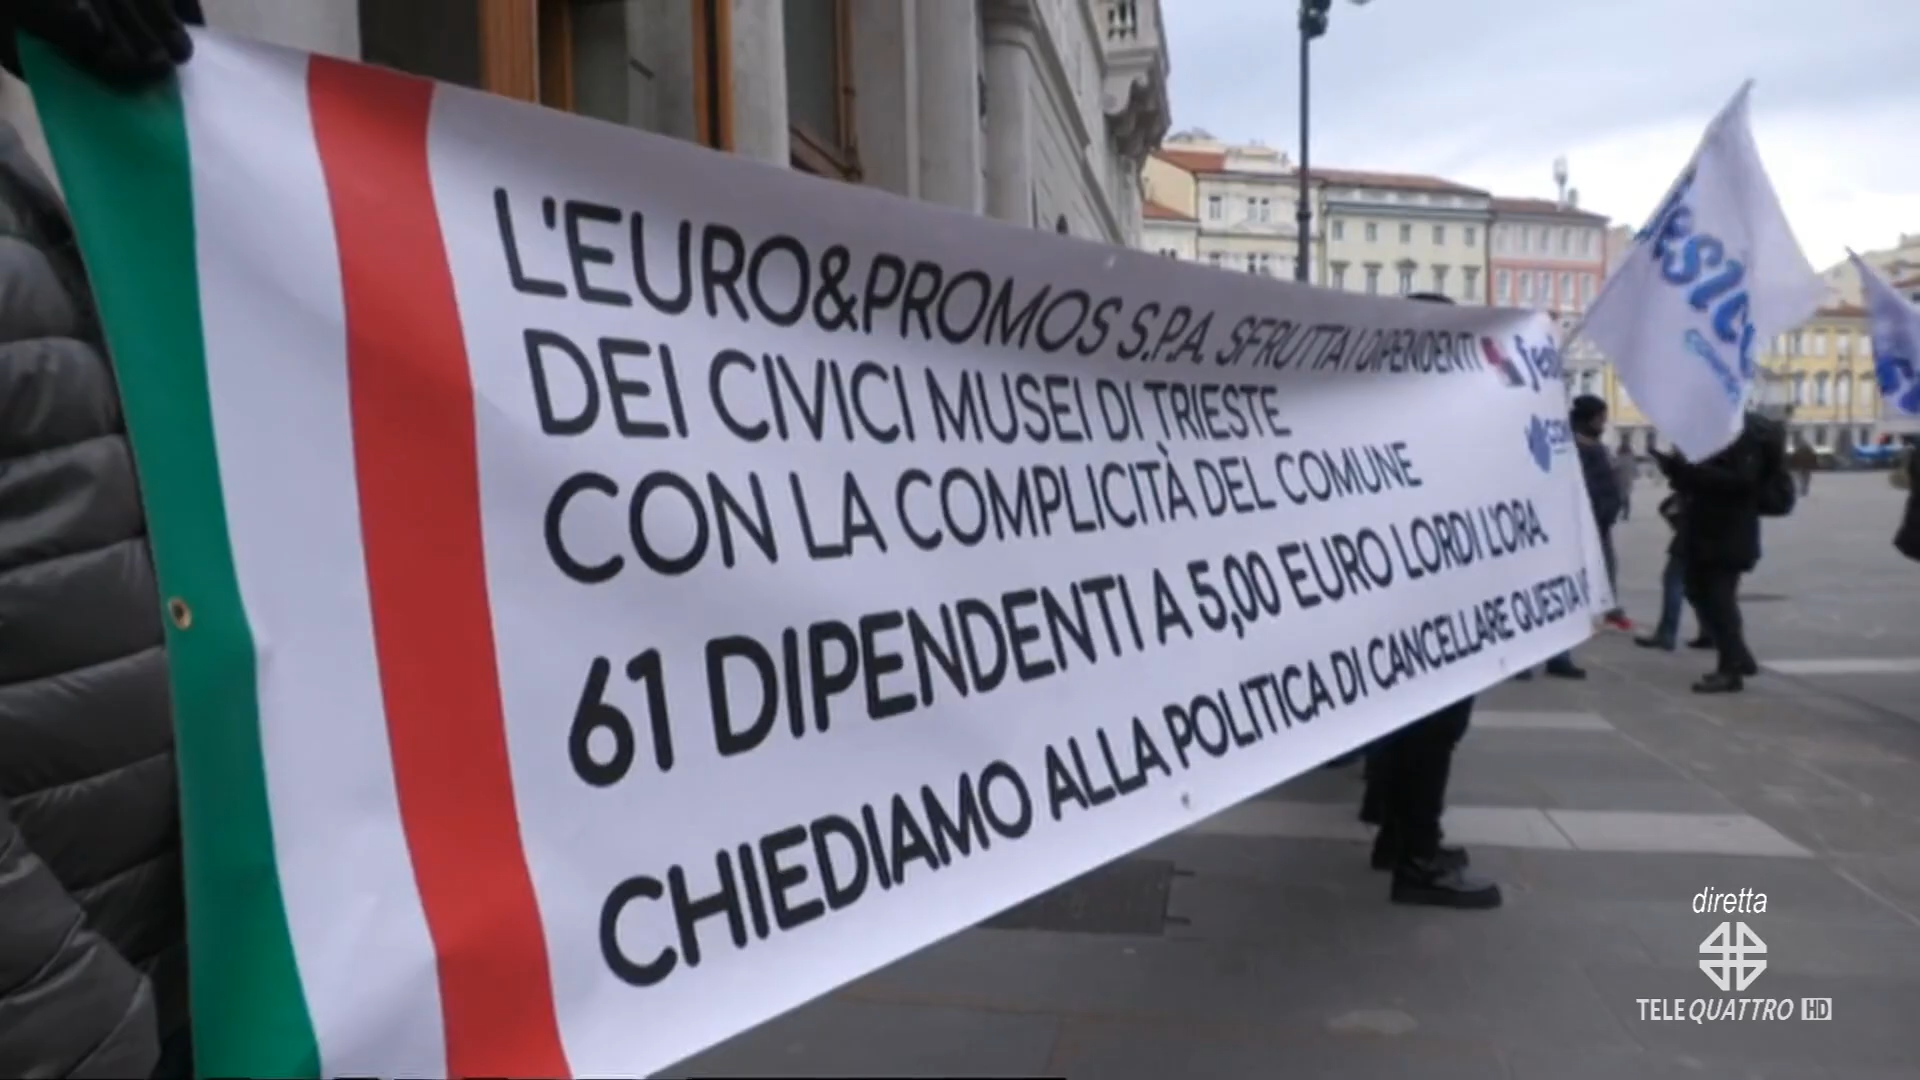 L'EURO&PROMOS S.P.A. SFRUTTA I DIPENDENTI
DEI CIVICI MUSEI DI TRIESTE
CON LA COMPLICITÀ DEL COMUNE
61 DIPENDENTI A 5,00 EURO LORDI L'ORA.
CHIEDIAMO ALLA POLITICA DI CANCELLARE QUESTA
diretta
TELEQUATTRO HD